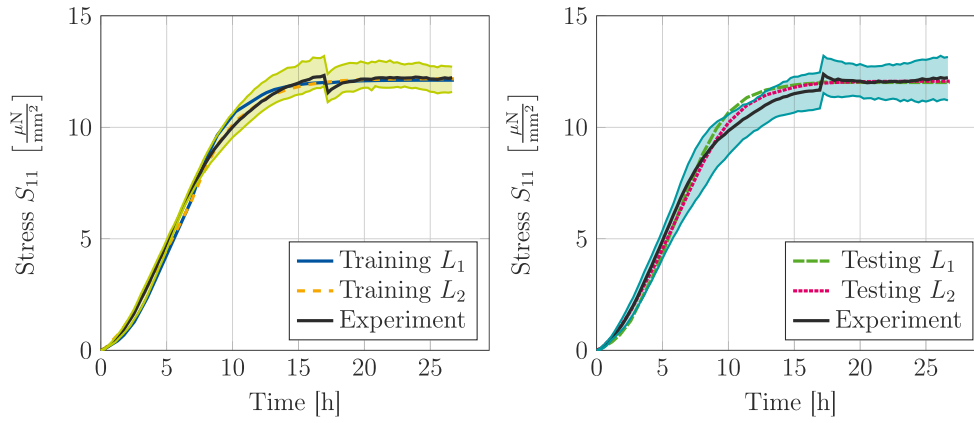 15
10
5
0
0 5 10 15 20 25
Time [h]
Stress S₁₁ [μN/mm²]
Training L₁
Training L₂
Experiment
15
10
5
0
0 5 10 15 20 25
Time [h]
Stress S₁₁ [μN/mm²]
Testing L₁
Testing L₂
Experiment